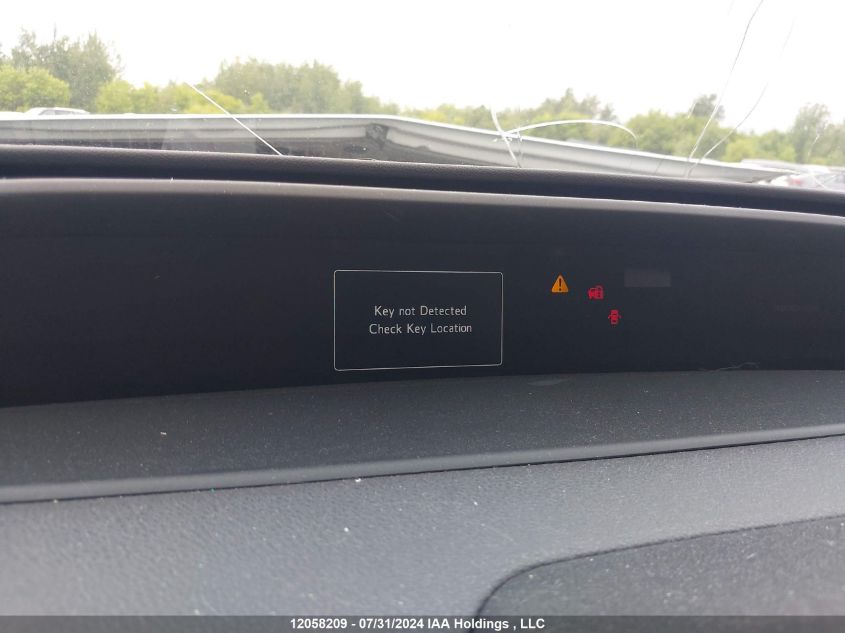 Key not Detected
Check Key Location
12058209 - 07/31/2024 IAA Holdings , LLC